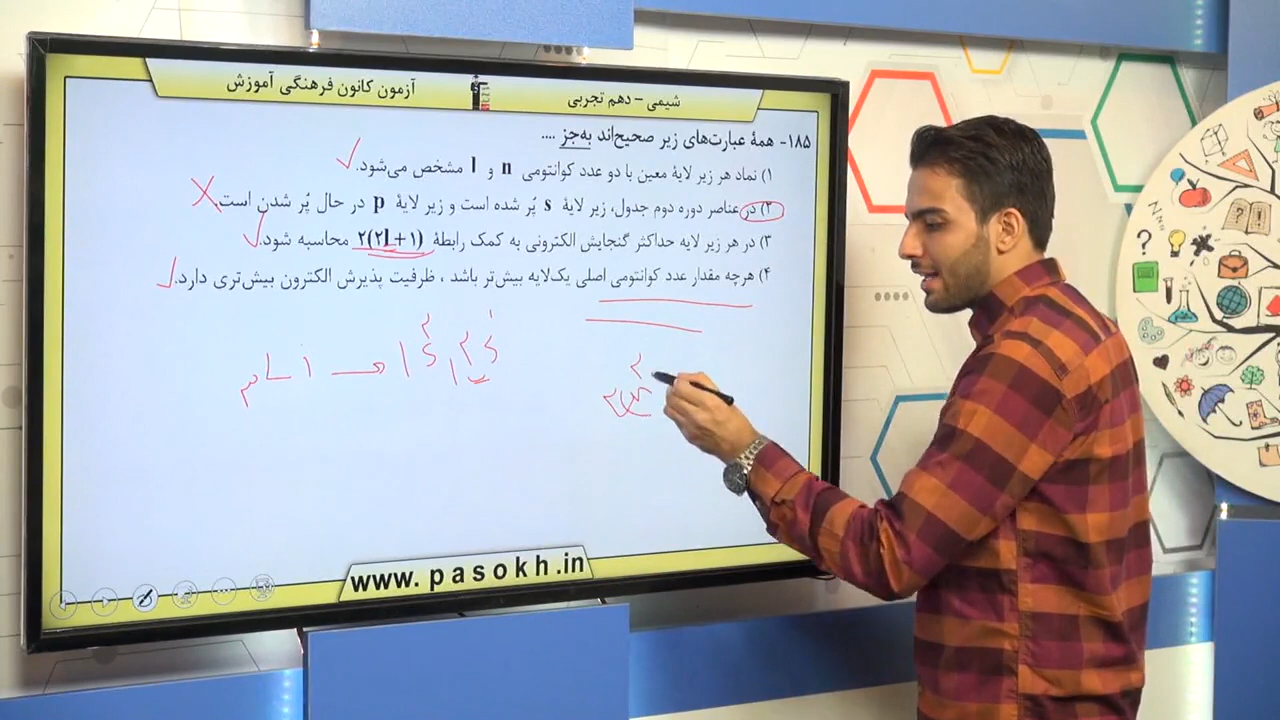 شیمی – دهم تجربی
آزمون کانون فرهنگی آموزش
۱۸۵- همهٔ عبارت‌های زیر صحیح‌اند به‌جز ....
۱) نماد هر زیر لایهٔ معین با دو عدد کوانتومی n و l مشخص می‌شود.
۲) در عناصر دوره دوم جدول، زیر لایهٔ s پُر شده است و زیر لایهٔ p در حال پُر شدن است.
۳) در هر زیر لایه حداکثر گنجایش الکترونی به کمک رابطهٔ ۲(۲l+۱) محاسبه شود.
۴) هرچه مقدار عدد کوانتومی اصلی یک‌لایه بیش‌تر باشد ، ظرفیت پذیرش الکترون بیش‌تری دارد.
www. pasokh.in